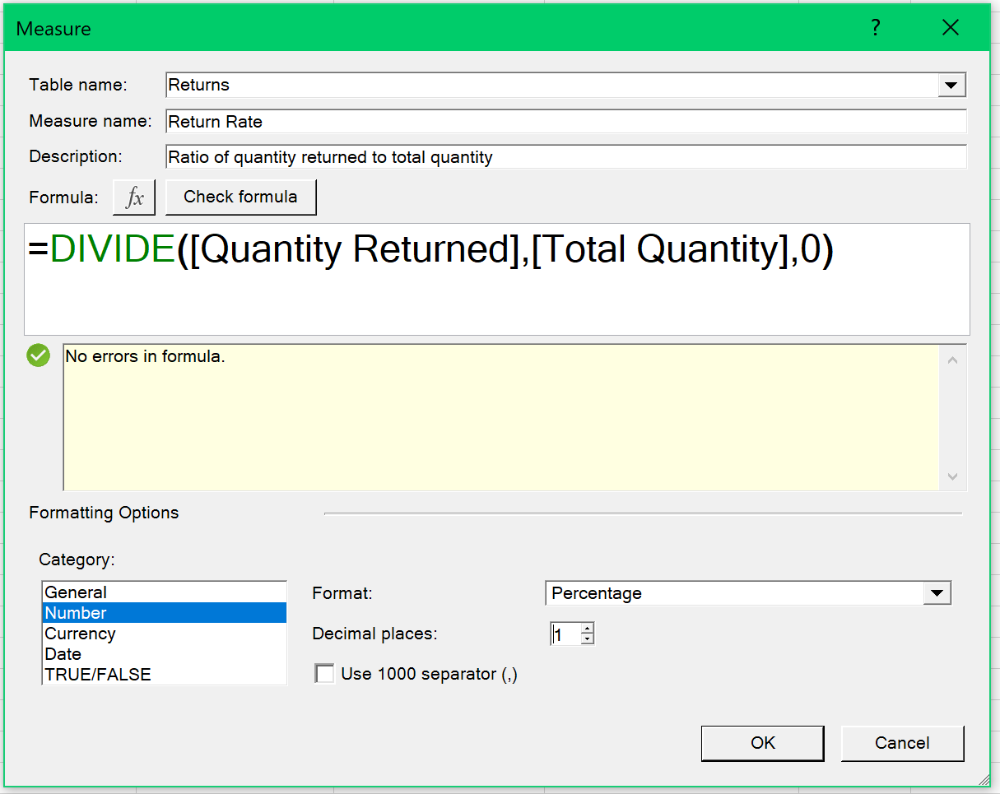 Measure ?
Table name: Returns
Measure name: Return Rate
Description: Ratio of quantity returned to total quantity
Formula: fx Check formula
=DIVIDE([Quantity Returned],[Total Quantity],0)
No errors in formula.
Formatting Options
Category:
General
Number
Currency
Date
TRUE/FALSE
Format: Percentage
Decimal places: 1
Use 1000 separator (,)
OK Cancel